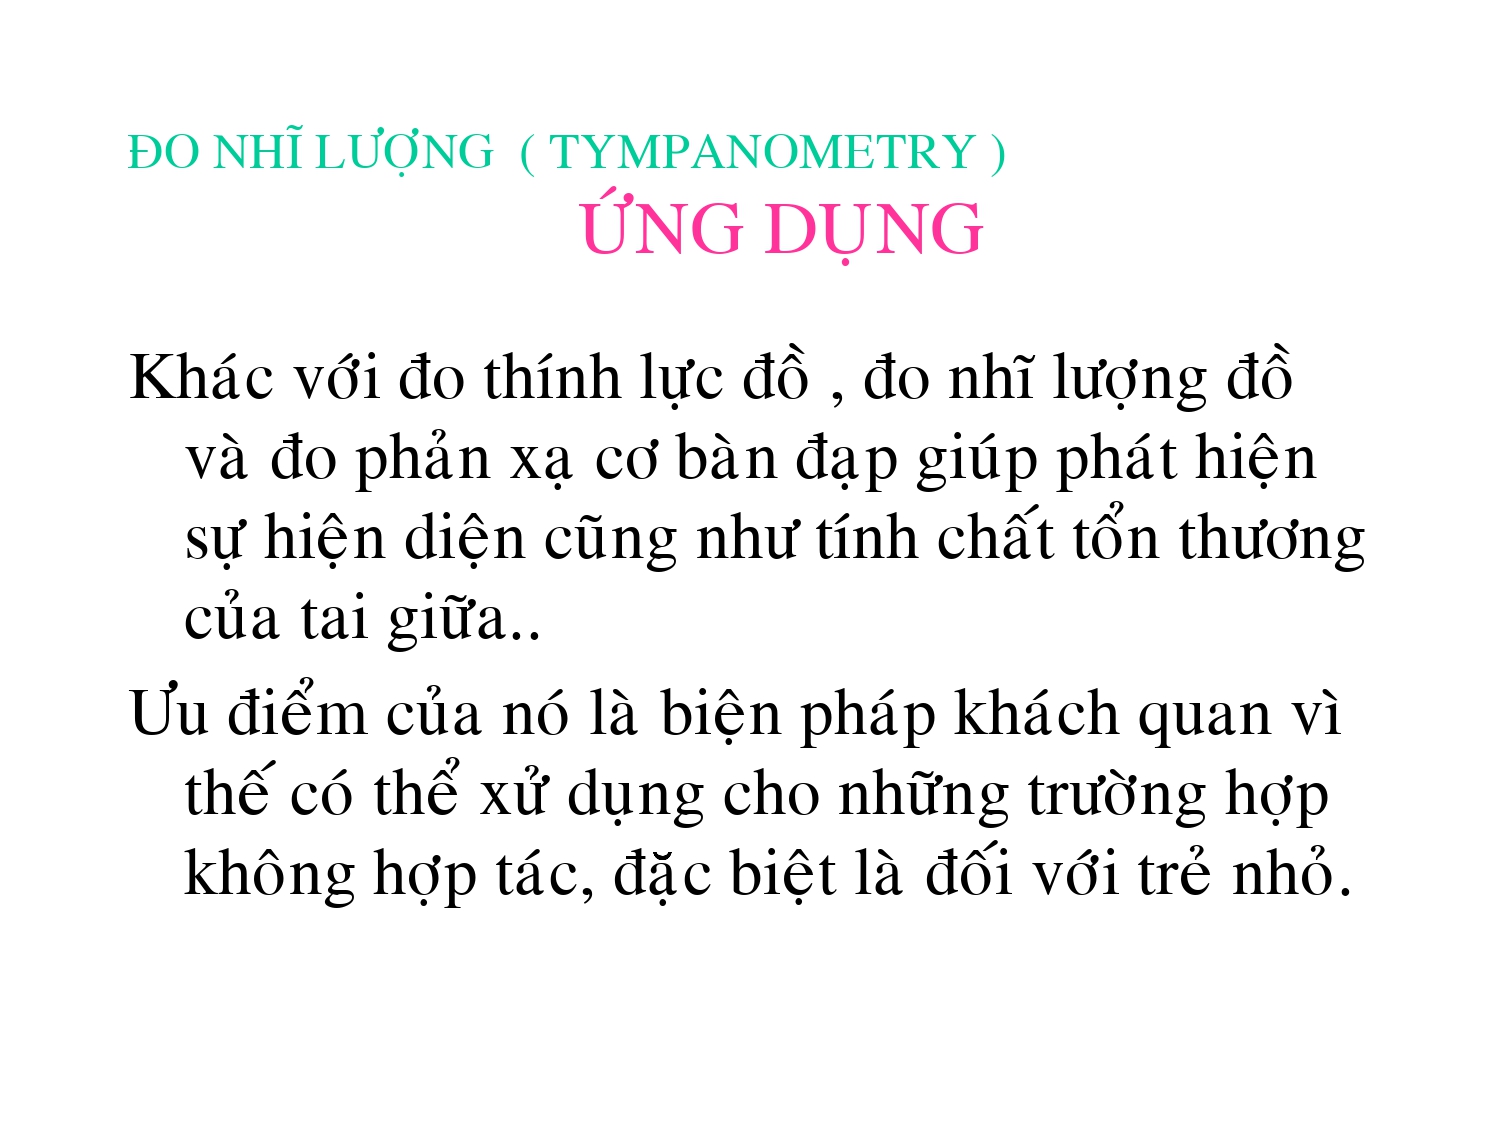 ĐO NHĨ LƯỢNG ( TYMPANOMETRY )
ỨNG DỤNG
Khác với đo thính lực đồ , đo nhĩ lượng đồ
và đo phản xạ cơ bàn đạp giúp phát hiện
sự hiện diện cũng như tính chất tổn thương
của tai giữa..
Ưu điểm của nó là biện pháp khách quan vì
thế có thể xử dụng cho những trường hợp
không hợp tác, đặc biệt là đối với trẻ nhỏ.